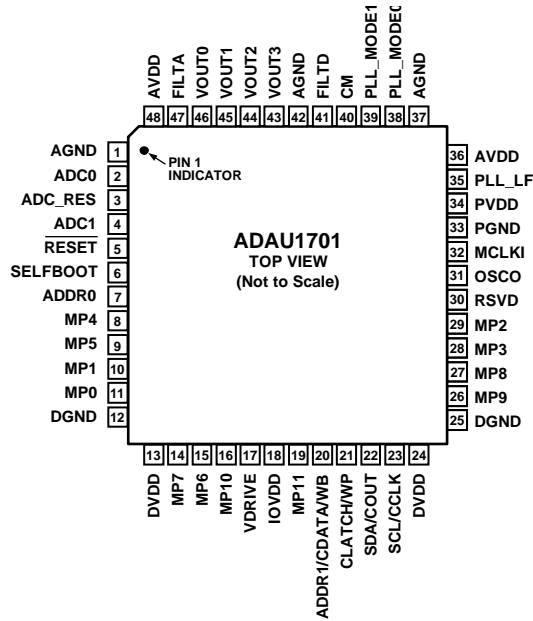 AVDD
FILTA
VOUT0
VOUT1
VOUT2
VOUT3
AGND
FILTD
CM
PLL_MODE1
PLL_MODE0
AGND
48 47 46 45 44 43 42 41 40 39 38 37
AGND 1
ADC0 2
ADC_RES 3
ADC1 4
RESET 5
SELFBOOT 6
ADDR0 7
MP4 8
MP5 9
MP1 10
MP0 11
DGND 12
PIN 1
INDICATOR
ADAU1701
TOP VIEW
(Not to Scale)
36 AVDD
35 PLL_LF
34 PVDD
33 PGND
32 MCLKI
31 OSCO
30 RSVD
29 MP2
28 MP3
27 MP8
26 MP9
25 DGND
13 14 15 16 17 18 19 20 21 22 23 24
DVDD
MP7
MP6
MP10
VDRIVE
IOVDD
MP11
ADDR1/CDATA/WB
CLATCH/WP
SDA/COUT
SCL/CCLK
DVDD